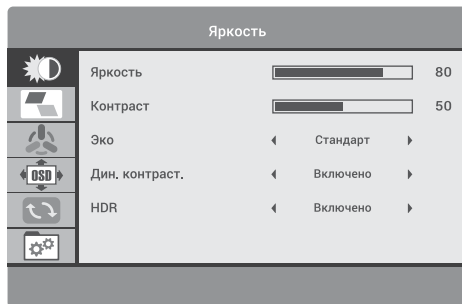 Яркость
Яркость 80
Контраст 50
Эко Стандарт
Дин. контраст. Включено
HDR Включено
OSD